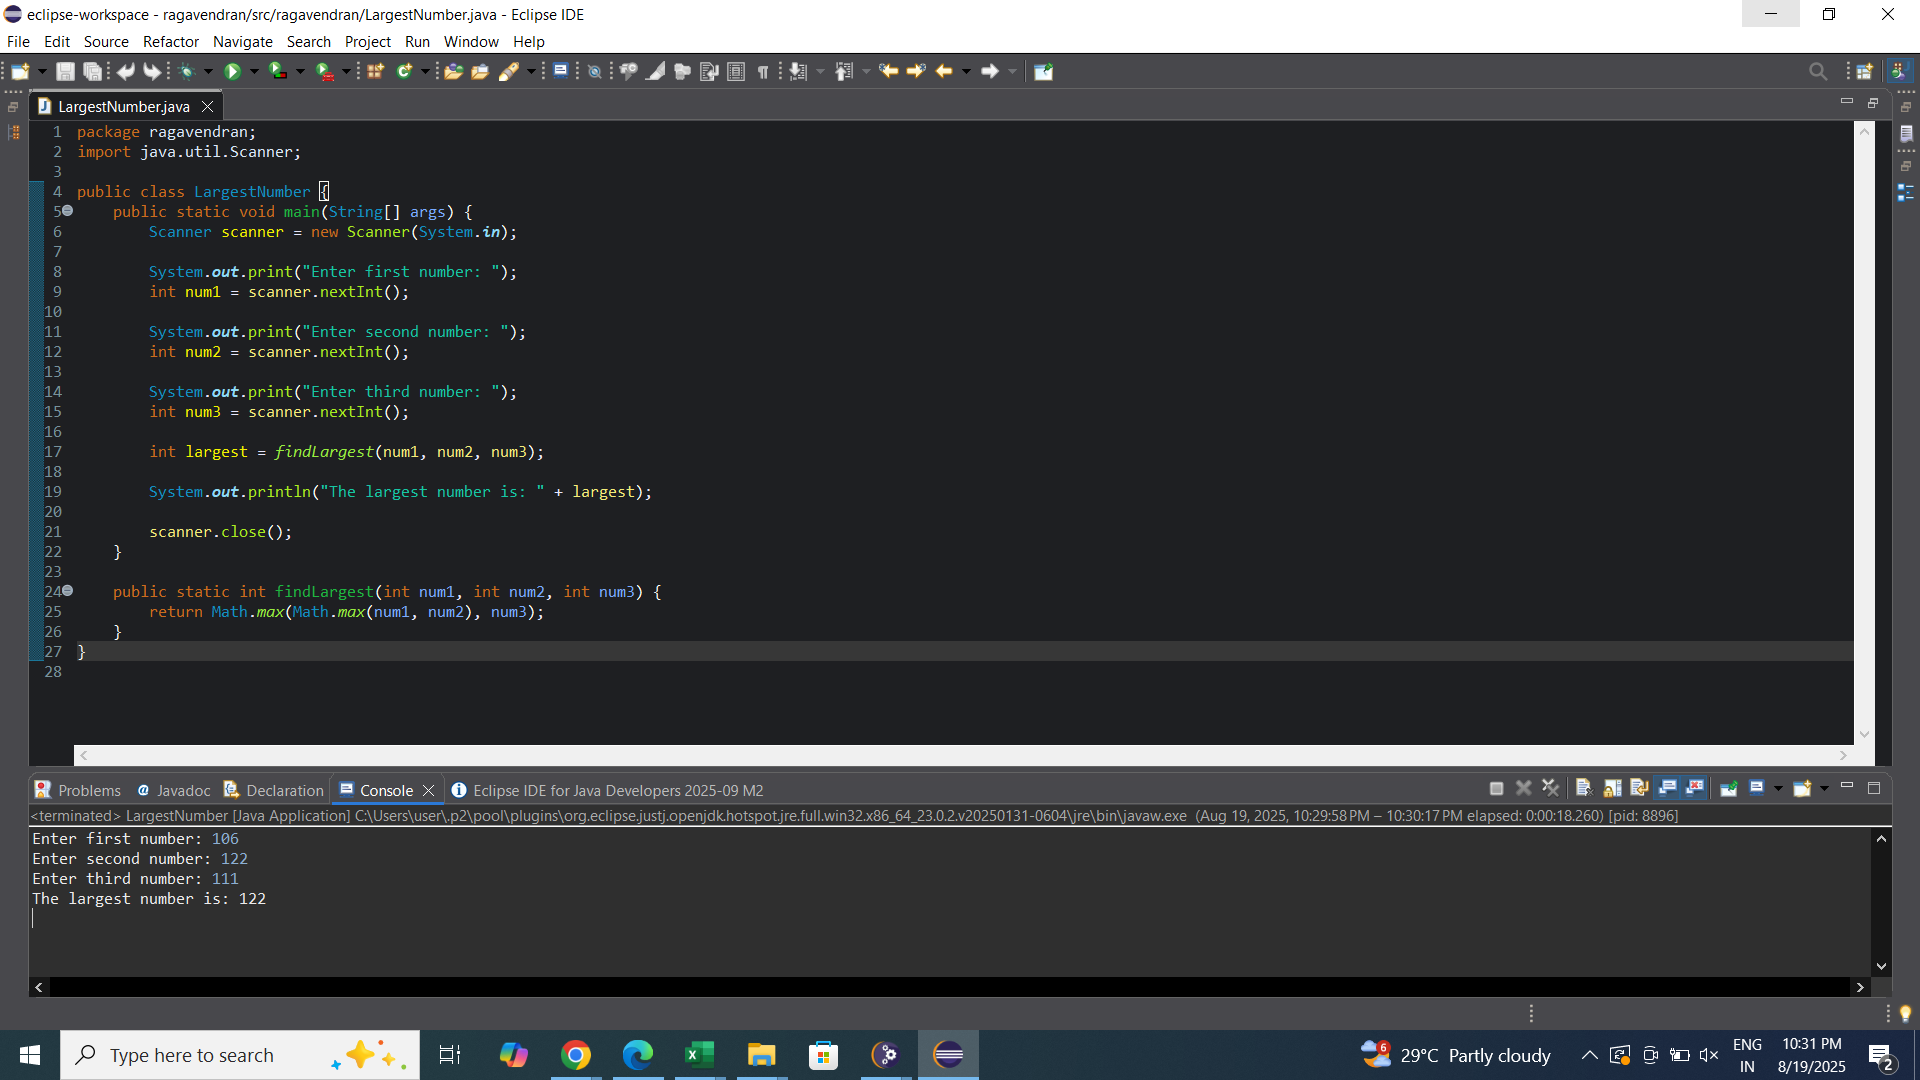 eclipse-workspace - ragavendran/src/ragavendran/LargestNumber.java - Eclipse IDE
File Edit Source Refactor Navigate Search Project Run Window Help
LargestNumber.java
1 package ragavendran;
2 import java.util.Scanner;
3
4 public class LargestNumber {
5 public static void main(String[] args) {
6 Scanner scanner = new Scanner(System.in);
7
8 System.out.print("Enter first number: ");
9 int num1 = scanner.nextInt();
10
11 System.out.print("Enter second number: ");
12 int num2 = scanner.nextInt();
13
14 System.out.print("Enter third number: ");
15 int num3 = scanner.nextInt();
16
17 int largest = findLargest(num1, num2, num3);
18
19 System.out.println("The largest number is: " + largest);
20
21 scanner.close();
22 }
23
24 public static int findLargest(int num1, int num2, int num3) {
25 return Math.max(Math.max(num1, num2), num3);
26 }
27 }
28
Problems @ Javadoc Declaration Console Eclipse IDE for Java Developers 2025-09 M2
<terminated> LargestNumber [Java Application] C:\Users\user\.p2\pool\plugins\org.eclipse.justj.openjdk.hotspot.jre.full.win32.x86_64_23.0.2.v20250131-0604\jre\bin\javaw.exe (Aug 19, 2025, 10:29:58 PM – 10:30:17 PM elapsed: 0:00:18.260) [pid: 8896]
Enter first number: 106
Enter second number: 122
Enter third number: 111
The largest number is: 122
Type here to search
6
29°C Partly cloudy
ENG
IN
10:31 PM
8/19/2025
2